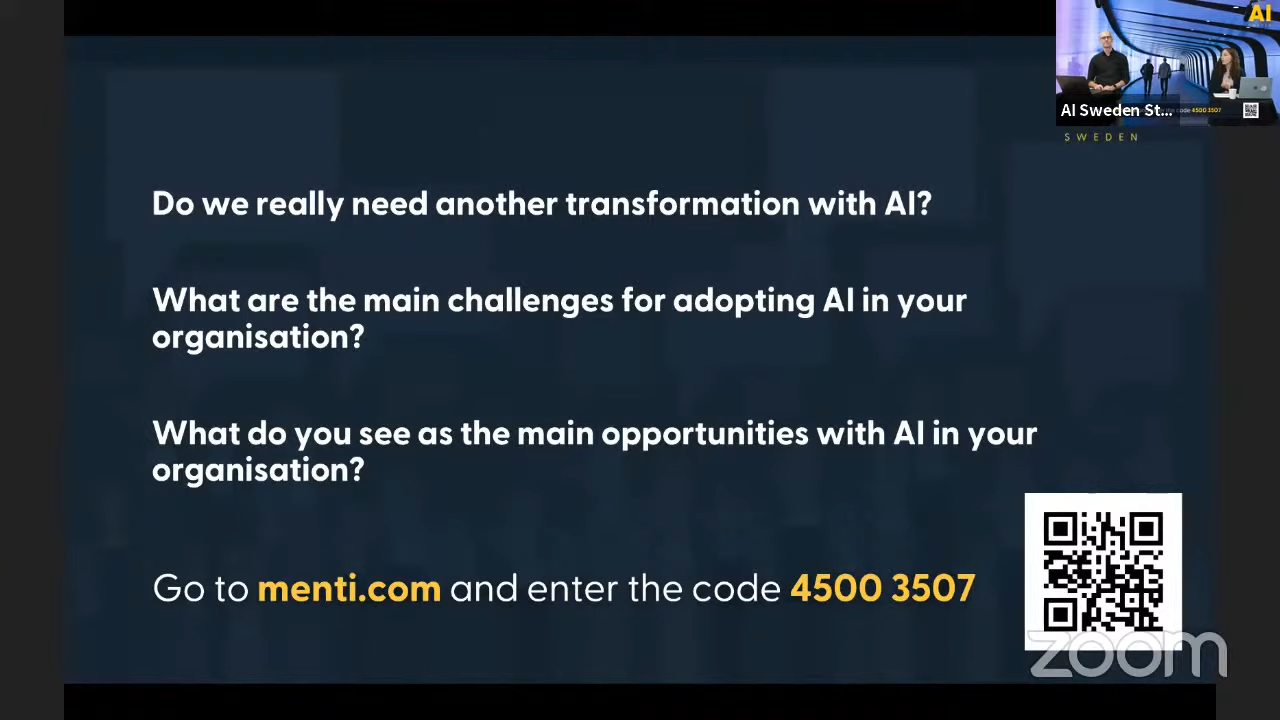 AI
AI Sweden St...
4500 3507
SWEDEN
Do we really need another transformation with AI?
What are the main challenges for adopting AI in your
organisation?
What do you see as the main opportunities with AI in your
organisation?
Go to menti.com and enter the code 4500 3507
zoom